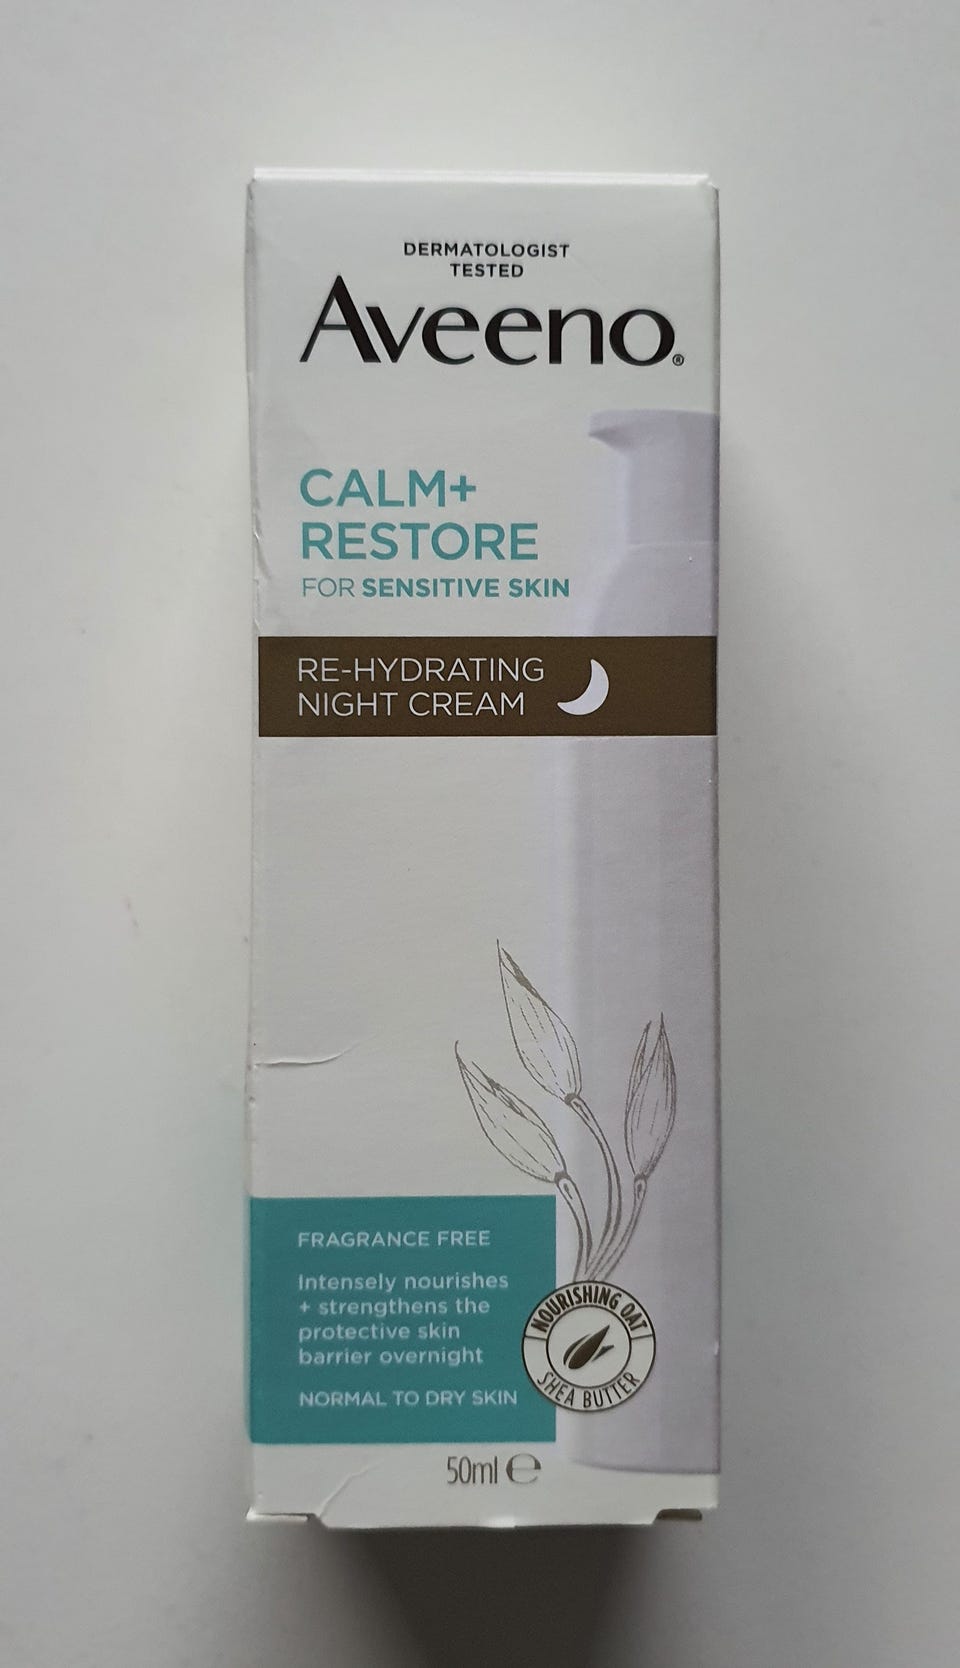 DERMATOLOGIST
TESTED
Aveeno®
CALM+
RESTORE
FOR SENSITIVE SKIN
RE-HYDRATING
NIGHT CREAM
FRAGRANCE FREE
Intensely nourishes
+ strengthens the
protective skin
barrier overnight
NORMAL TO DRY SKIN
NOURISHING OAT
SHEA BUTTER
50ml ℮